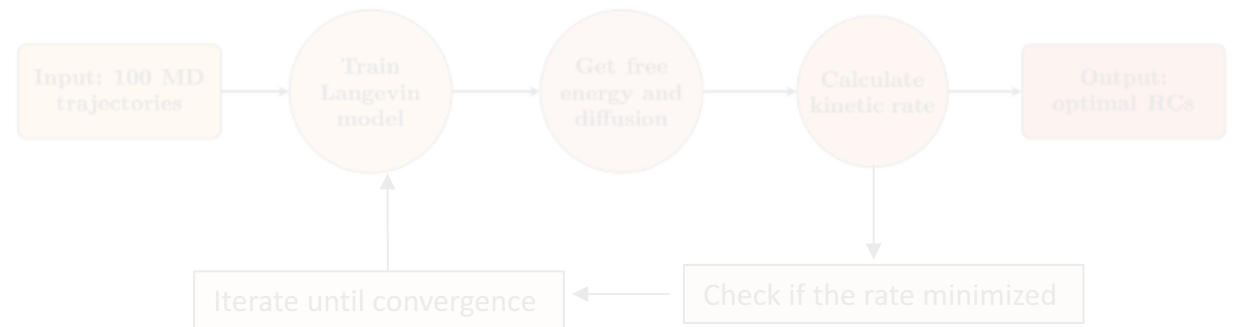 Input: 100 MD
trajectories
Train
Langevin
model
Get free
energy and
diffusion
Calculate
kinetic rate
Output:
optimal RCs
Iterate until convergence
Check if the rate minimized